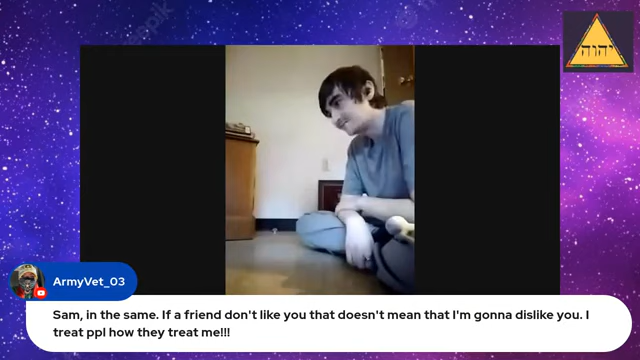 יהוה
ArmyVet_03
Sam, in the same. If a friend don't like you that doesn't mean that I'm gonna dislike you. I
treat ppl how they treat me!!!